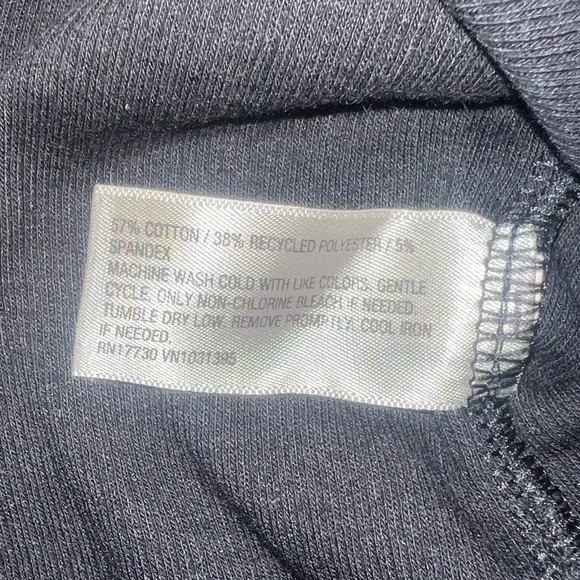 57% COTTON / 38% RECYCLED POLYESTER / 5%
SPANDEX
MACHINE WASH COLD WITH LIKE COLORS. GENTLE
CYCLE. ONLY NON-CHLORINE BLEACH IF NEEDED.
TUMBLE DRY LOW. REMOVE PROMPTLY. COOL IRON
IF NEEDED.
RN17730 VN1031395